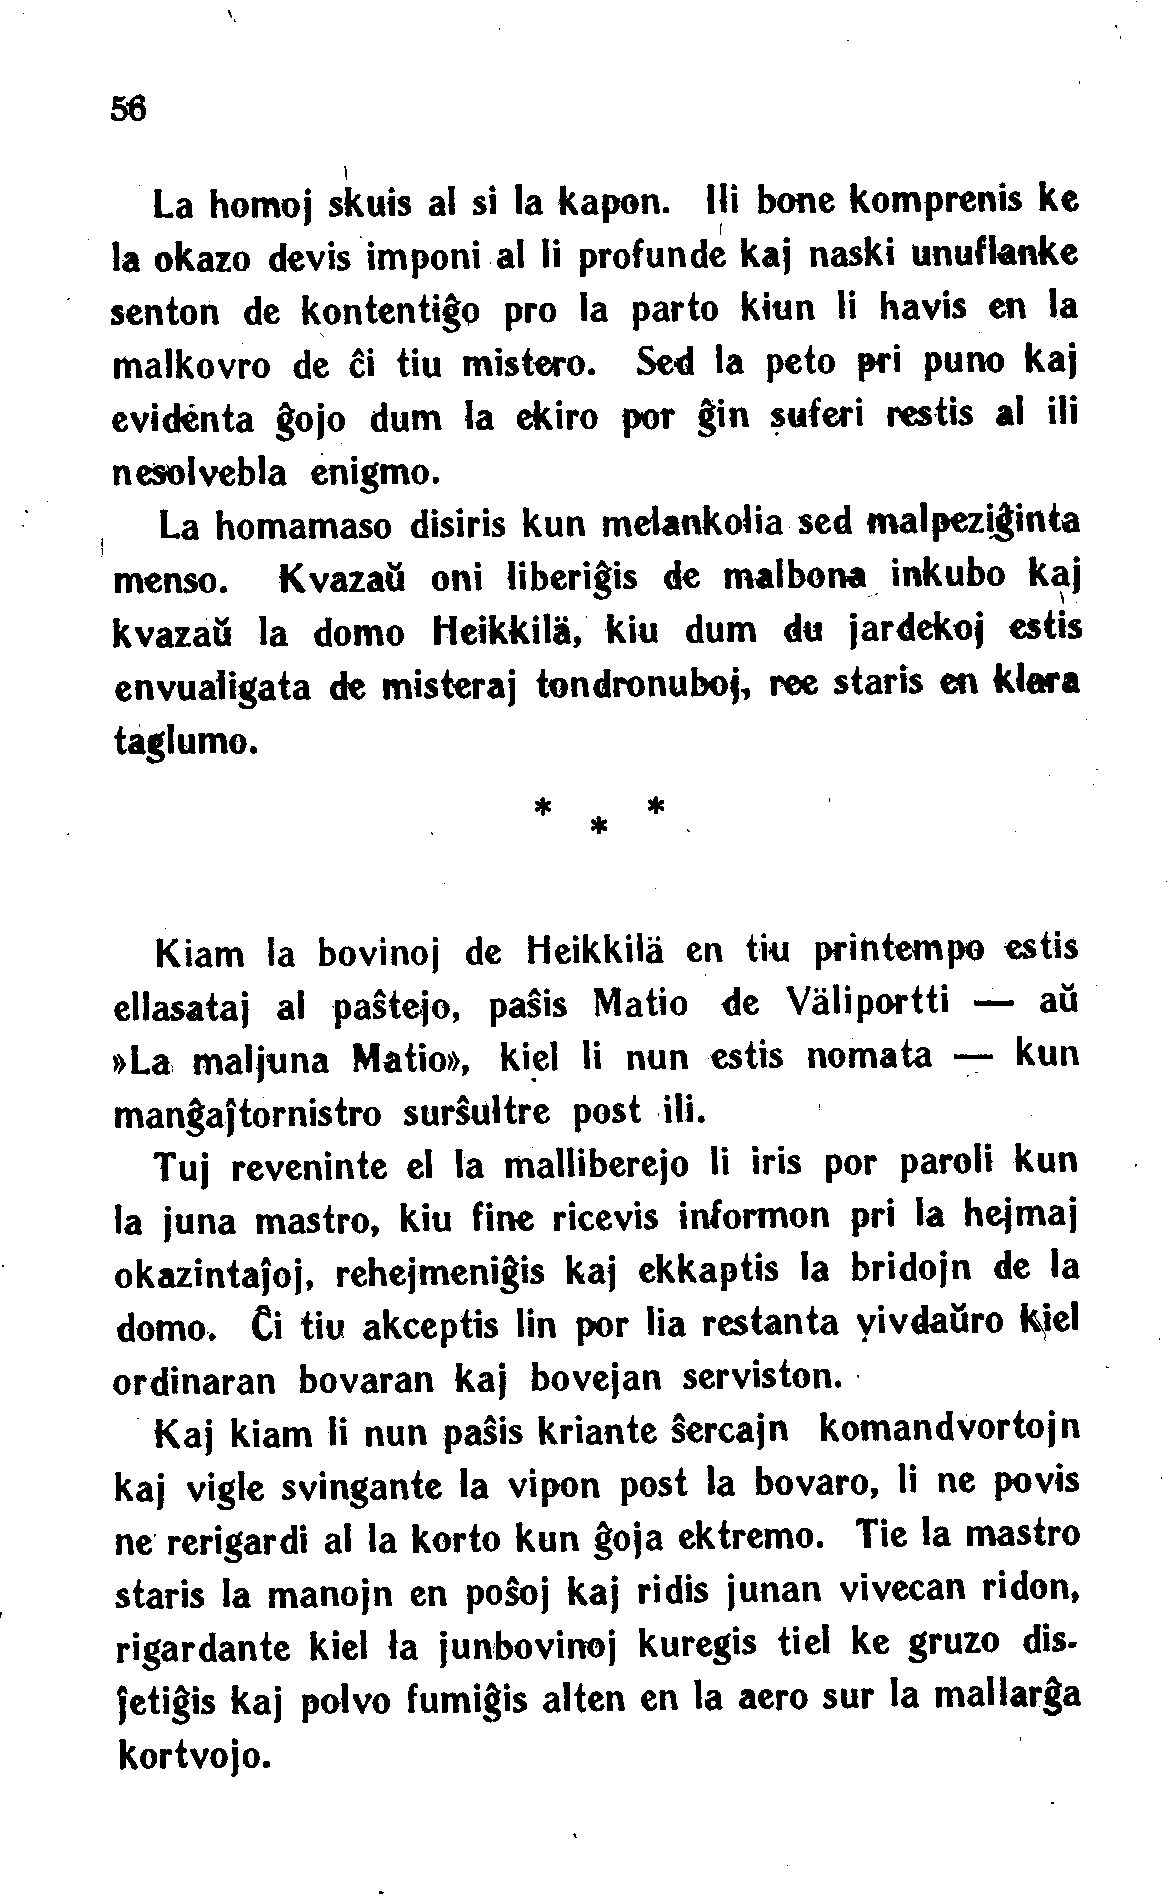 56
La homoj skuis al si la kapon. Ili bone komprenis ke
la okazo devis imponi al li profunde kaj naski unuflanke
senton de kontentiĝo pro la parto kiun li havis en la
malkovro de ĉi tiu mistero. Sed la peto pri puno kaj
evidenta ĝojo dum la ekiro por ĝin suferi restis al ili
nesolvebla enigmo.
La homamaso disiris kun melankolia sed malpeziĝinta
menso. Kvazaŭ oni liberiĝis de malbona inkubo kaj
kvazaŭ la domo Heikkilä, kiu dum du jardekoj estis
envualigata de misteraj tondronuboj, ree staris en klara
taglumo.
* * *
Kiam la bovinoj de Heikkilä en tiu printempo estis
ellasataj al paŝtejo, paŝis Matio de Väliportti — aŭ
»La maljuna Matio», kiel li nun estis nomata — kun
manĝaĵtornistro surŝultre post ili.
Tuj reveninte el la malliberejo li iris por paroli kun
la juna mastro, kiu fine ricevis informon pri la hejmaj
okazintaĵoj, rehejmeniĝis kaj ekkaptis la bridojn de la
domo. Ĉi tiu akceptis lin por lia restanta vivdaŭro kiel
ordinaran bovaran kaj bovejan serviston.
Kaj kiam li nun paŝis kriante ŝercajn komandvortojn
kaj vigle svingante la vipon post la bovaro, li ne povis
ne rerigardi al la korto kun ĝoja ektremo. Tie la mastro
staris la manojn en poŝoj kaj ridis junan vivecan ridon,
rigardante kiel la junbovinoj kuregis tiel ke gruzo dis-
ĵetiĝis kaj polvo fumiĝis alten en la aero sur la mallarĝa
kortvojo.